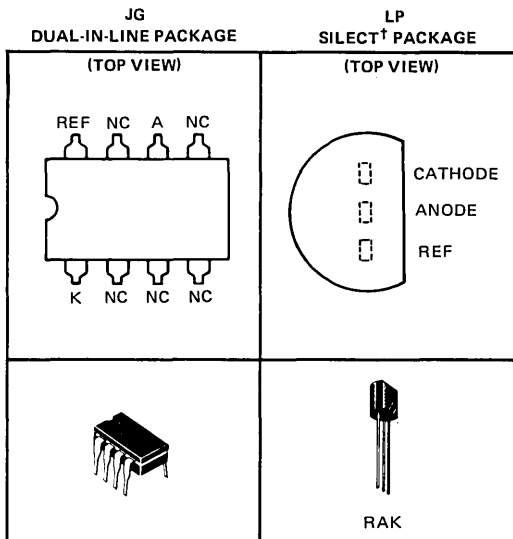 JG
DUAL-IN-LINE PACKAGE
(TOP VIEW)
REF NC A NC
K NC NC NC
LP
SILECT† PACKAGE
(TOP VIEW)
CATHODE
ANODE
REF
RAK